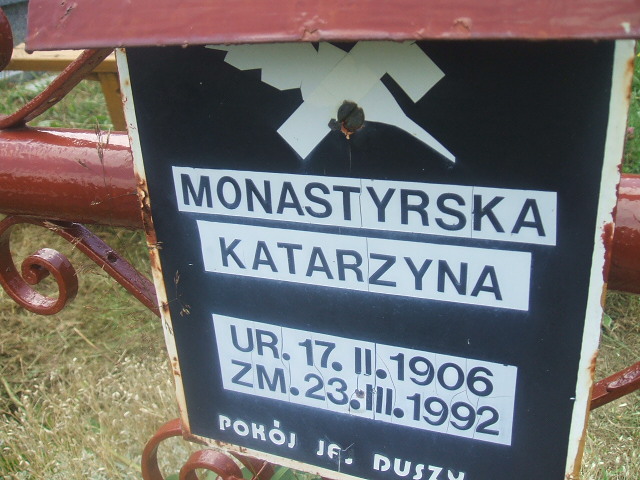 MONASTYRSKA
KATARZYNA
UR. 17. II. 1906
ZM. 23. III. 1992
POKÓJ JEJ DUSZY